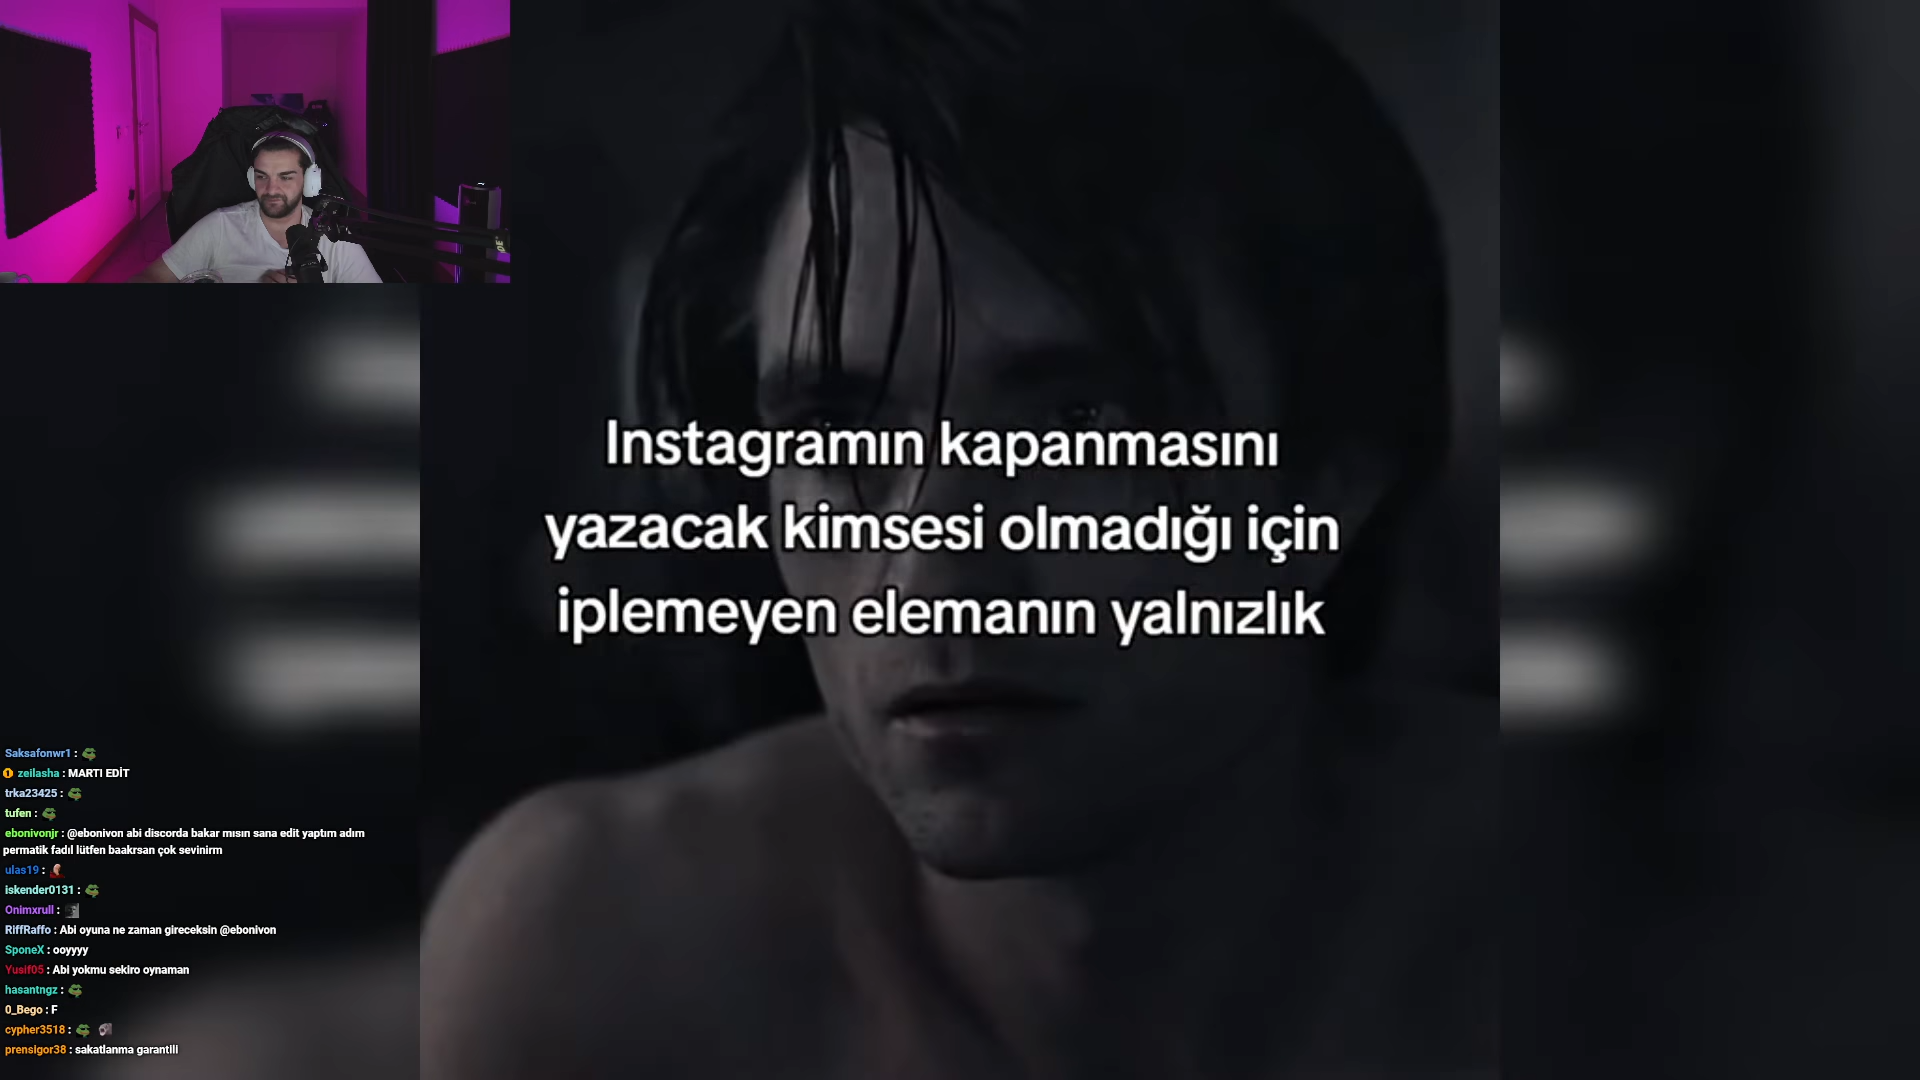 Instagramın kapanmasını
yazacak kimsesi olmadığı için
iplemeyen elemanın yalnızlık
Saksafonwr1 :
zeilasha : MARTI EDİT
trka23425 :
tufen :
ebonivonjr : @ebonivon abi discorda bakar mısın sana edit yaptım adım
permatik fadıl lütfen baakrsan çok sevinirm
ulas19 :
iskender0131 :
Onimxrull :
RiffRaffo : Abi oyuna ne zaman gireceksin @ebonivon
SponeX : ooyyyy
Yusif05 : Abi yokmu sekiro oynaman
hasantngz :
0_Bego : F
cypher3518 :
prensigor38 : sakatlanma garantili